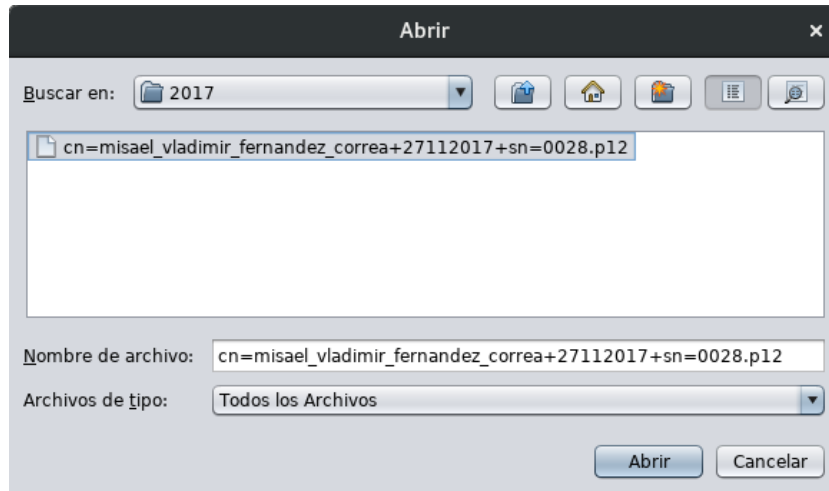 Abrir
Buscar en: 2017
cn=misael_vladimir_fernandez_correa+27112017+sn=0028.p12
Nombre de archivo: cn=misael_vladimir_fernandez_correa+27112017+sn=0028.p12
Archivos de tipo: Todos los Archivos
Abrir Cancelar